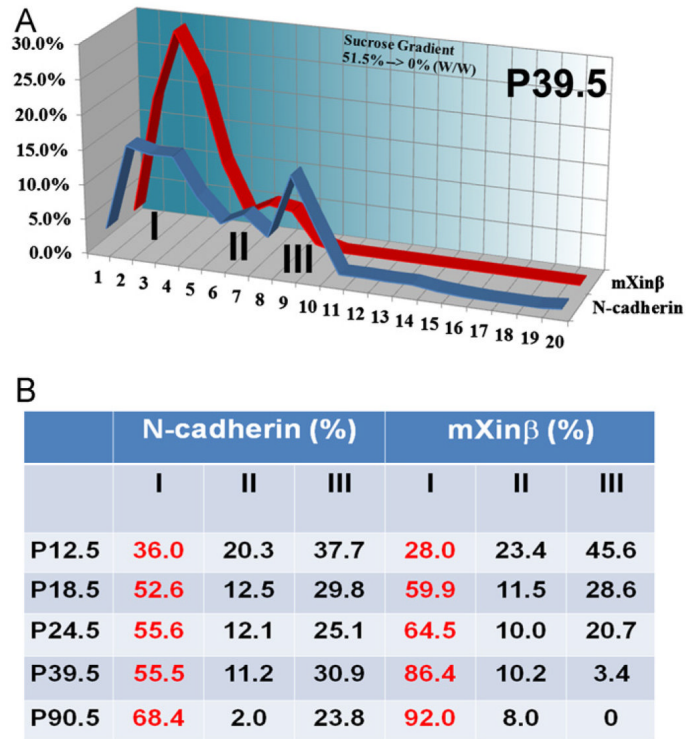 A
Sucrose Gradient
51.5%--> 0% (W/W)
P39.5
30.0%
25.0%
20.0%
15.0%
10.0%
5.0%
0.0%
I
II
III
1 2 3 4 5 6 7 8 9 10 11 12 13 14 15 16 17 18 19 20
mXinβ
N-cadherin
B
N-cadherin (%) mXinβ (%)
I II III I II III
P12.5 36.0 20.3 37.7 28.0 23.4 45.6
P18.5 52.6 12.5 29.8 59.9 11.5 28.6
P24.5 55.6 12.1 25.1 64.5 10.0 20.7
P39.5 55.5 11.2 30.9 86.4 10.2 3.4
P90.5 68.4 2.0 23.8 92.0 8.0 0